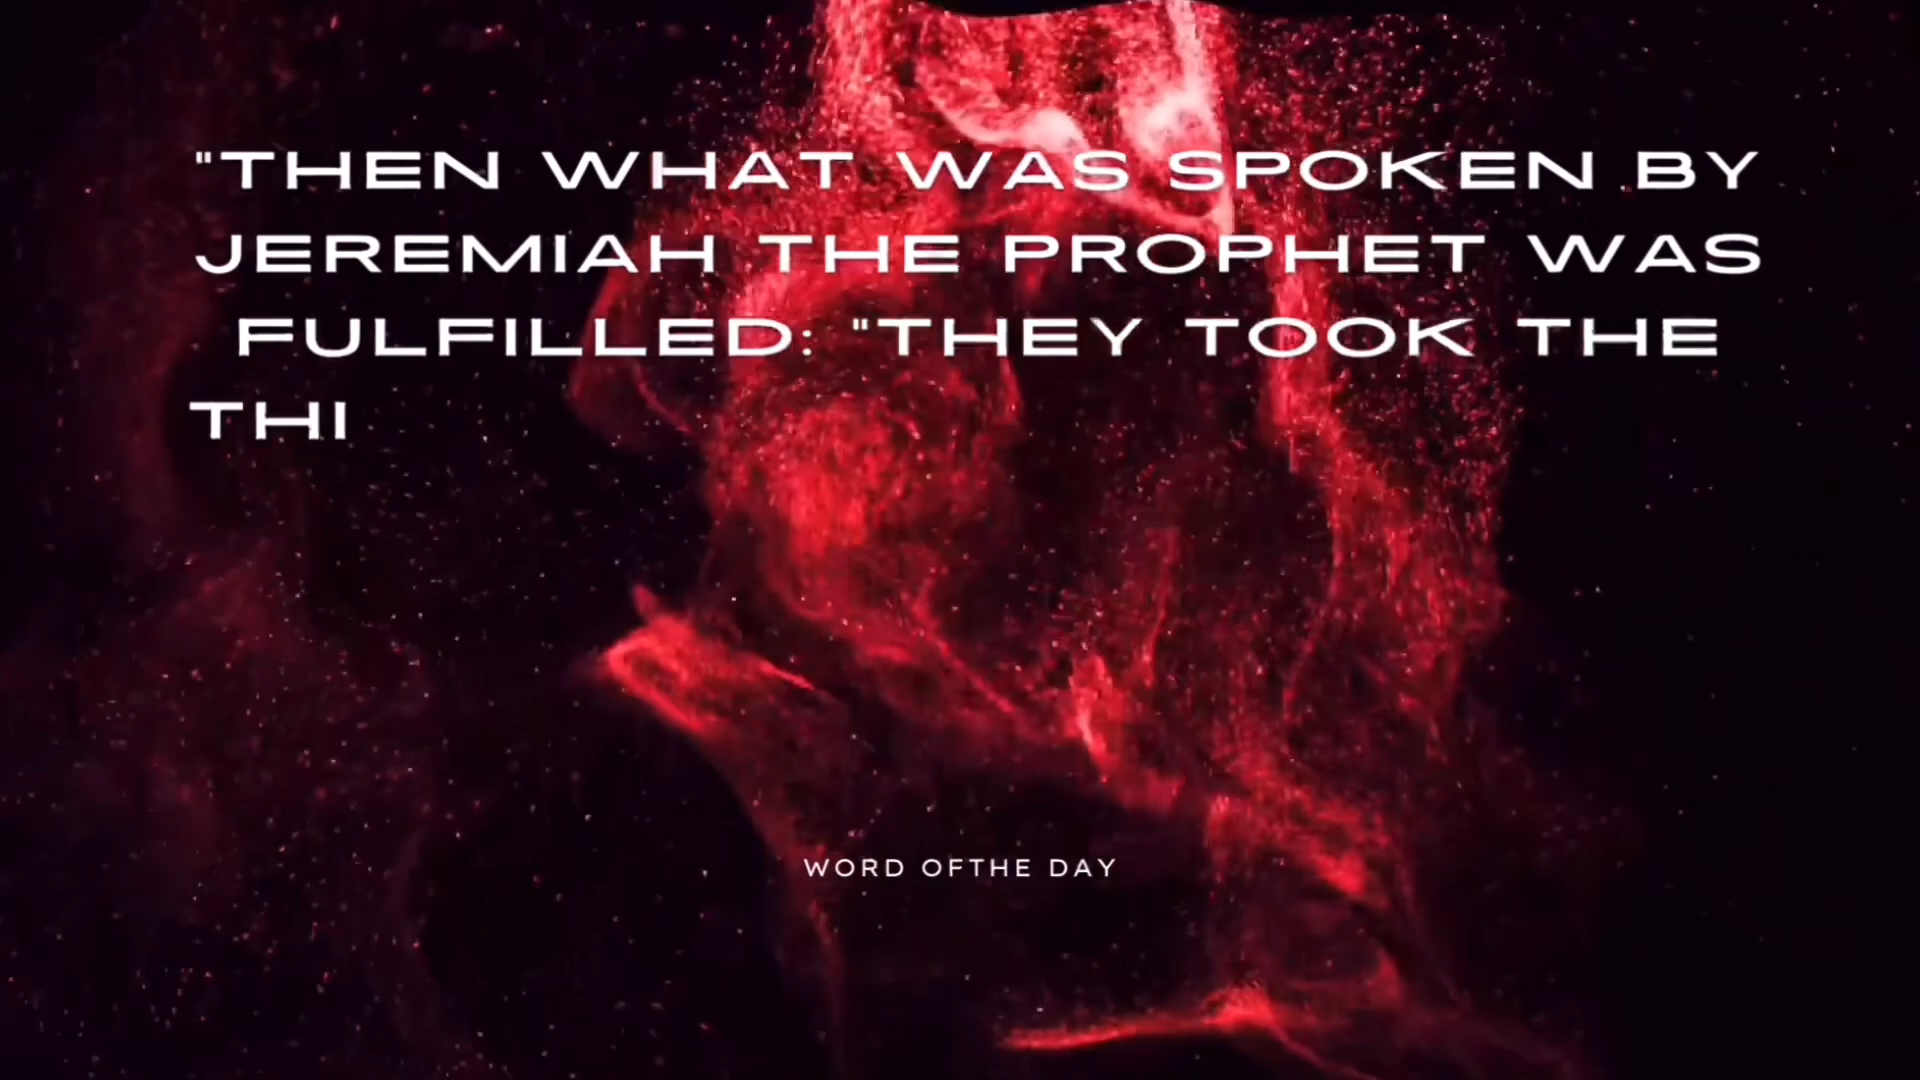 "THEN WHAT WAS SPOKEN BY
JEREMIAH THE PROPHET WAS
FULFILLED: "THEY TOOK THE
THI
WORD OFTHE DAY